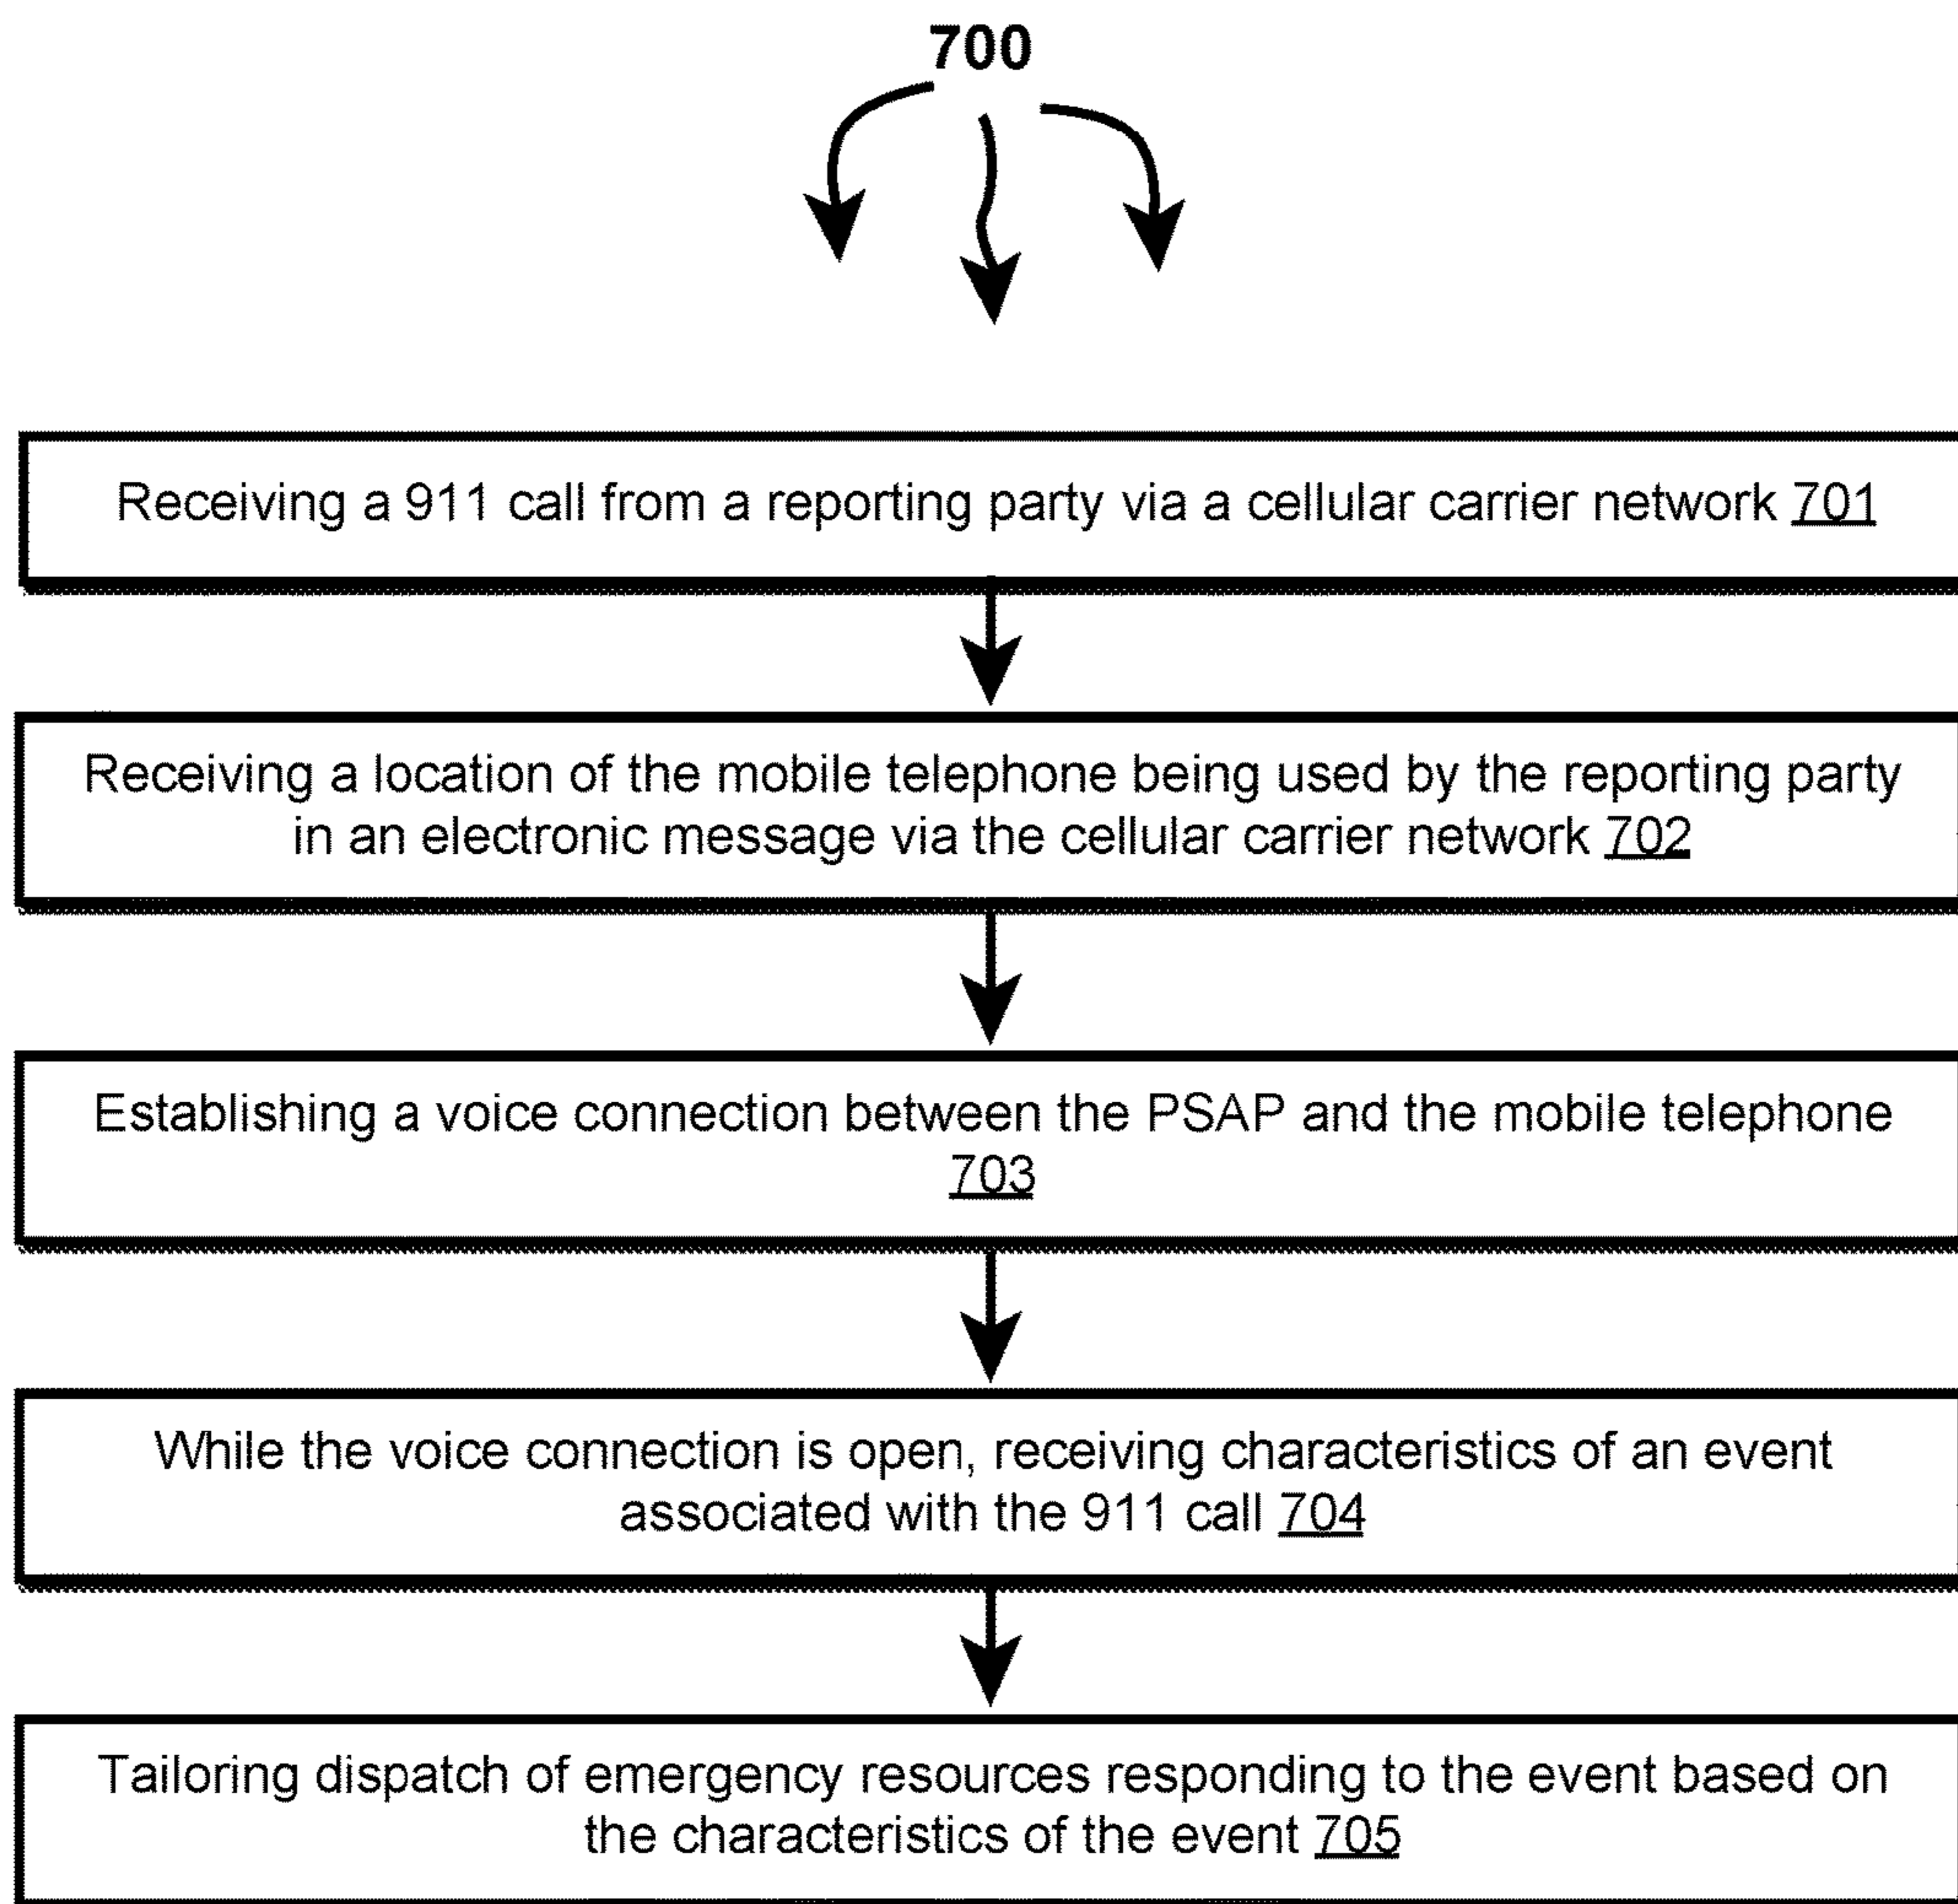 700
Receiving a 911 call from a reporting party via a cellular carrier network 701
Receiving a location of the mobile telephone being used by the reporting party
in an electronic message via the cellular carrier network 702
Establishing a voice connection between the PSAP and the mobile telephone
703
While the voice connection is open, receiving characteristics of an event
associated with the 911 call 704
Tailoring dispatch of emergency resources responding to the event based on
the characteristics of the event 705